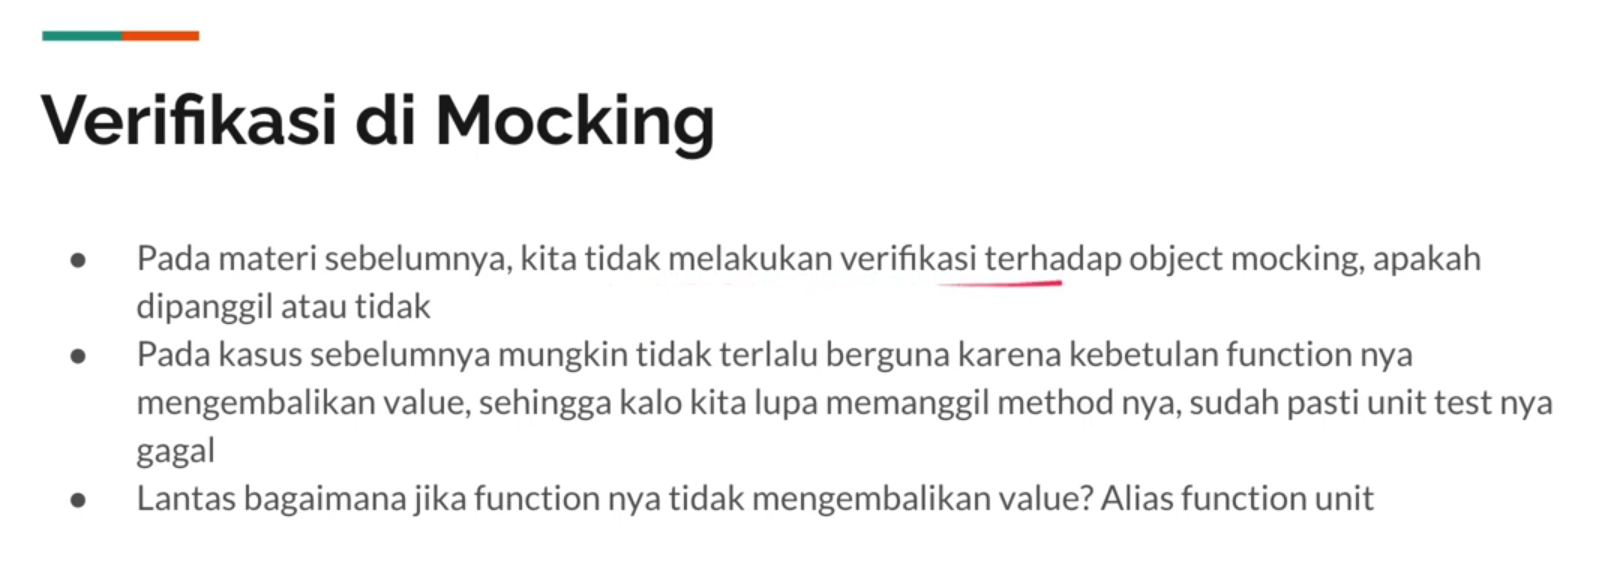 Verifikasi di Mocking
● Pada materi sebelumnya, kita tidak melakukan verifikasi terhadap object mocking, apakah
dipanggil atau tidak
● Pada kasus sebelumnya mungkin tidak terlalu berguna karena kebetulan function nya
mengembalikan value, sehingga kalo kita lupa memanggil method nya, sudah pasti unit test nya
gagal
● Lantas bagaimana jika function nya tidak mengembalikan value? Alias function unit